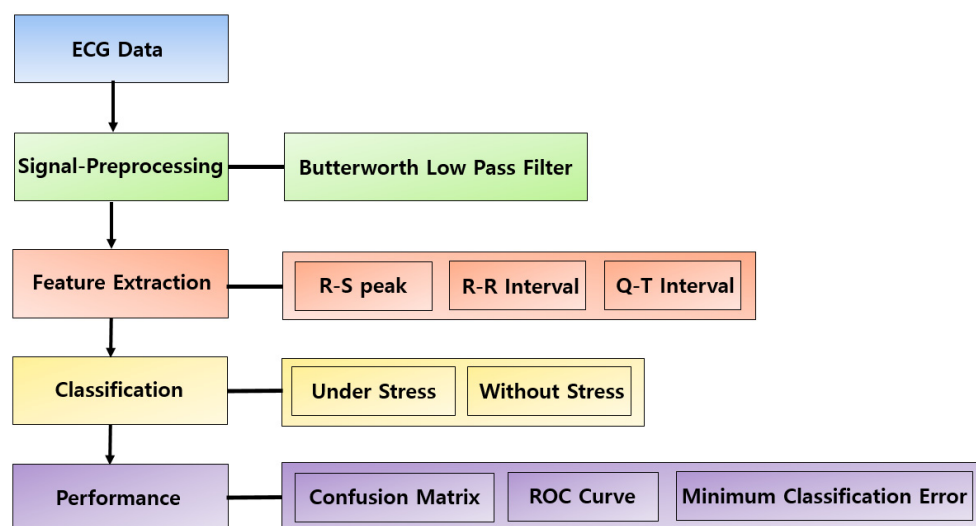 ECG Data
Signal-Preprocessing
Butterworth Low Pass Filter
Feature Extraction
R-S peak
R-R Interval
Q-T Interval
Classification
Under Stress
Without Stress
Performance
Confusion Matrix
ROC Curve
Minimum Classification Error